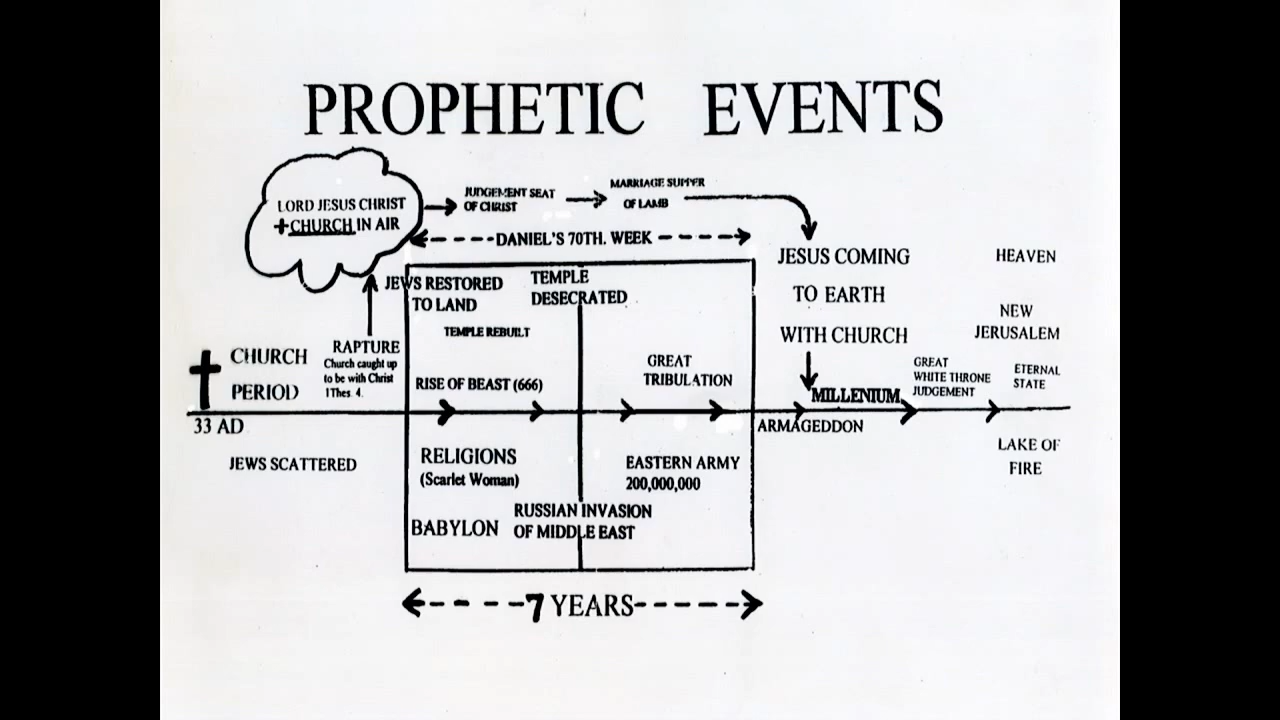 PROPHETIC EVENTS
LORD JESUS CHRIST
+CHURCH IN AIR
JUDGEMENT SEAT
OF CHRIST
MARRIAGE SUPPER
OF LAMB
DANIEL'S 70TH. WEEK
JESUS COMING
TO EARTH
WITH CHURCH
HEAVEN
NEW
JERUSALEM
JEWS RESTORED
TO LAND
TEMPLE
DESECRATED
TEMPLE REBUILT
CHURCH
PERIOD
RAPTURE
Church caught up
to be with Christ
1Thes. 4.
RISE OF BEAST (666)
GREAT
TRIBULATION
MILLENIUM
GREAT
WHITE THRONE
JUDGEMENT
ETERNAL
STATE
33 AD
ARMAGEDDON
JEWS SCATTERED
RELIGIONS
(Scarlet Woman)
EASTERN ARMY
200,000,000
LAKE OF
FIRE
BABYLON
RUSSIAN INVASION
OF MIDDLE EAST
7 YEARS